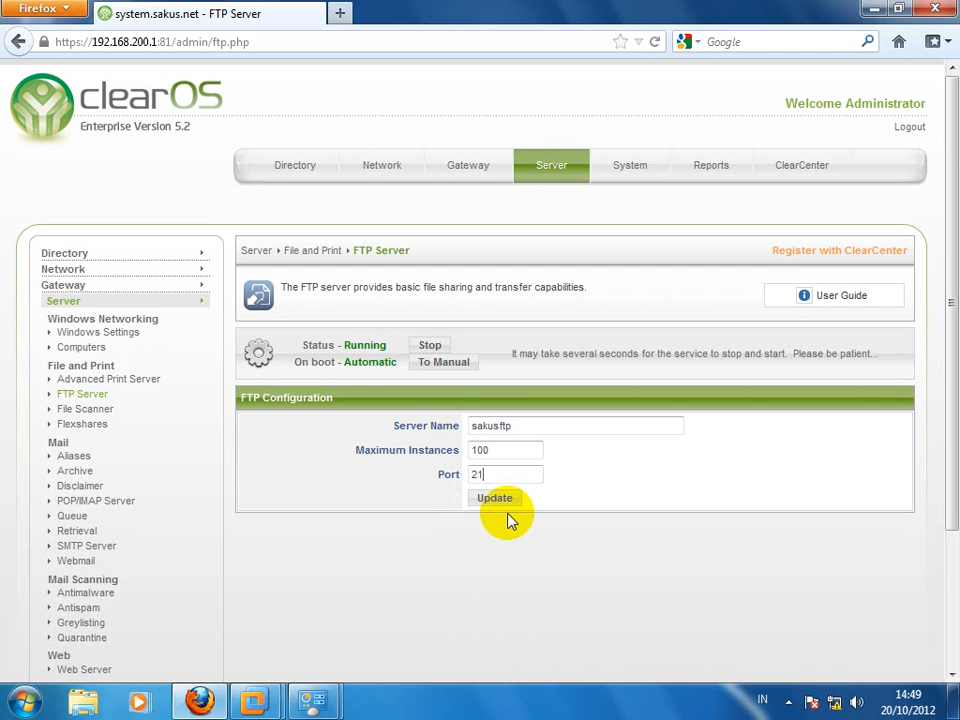 Firefox
system.sakus.net - FTP Server
https://192.168.200.1:81/admin/ftp.php
Google
clearOS
Enterprise Version 5.2
Welcome Administrator
Logout
Directory
Network
Gateway
Server
System
Reports
ClearCenter
Directory
Network
Gateway
Server
Windows Networking
Windows Settings
Computers
File and Print
Advanced Print Server
FTP Server
File Scanner
Flexshares
Mail
Aliases
Archive
Disclaimer
POP/IMAP Server
Queue
Retrieval
SMTP Server
Webmail
Mail Scanning
Antimalware
Antispam
Greylisting
Quarantine
Web
Web Server
Server File and Print FTP Server
Register with ClearCenter
The FTP server provides basic file sharing and transfer capabilities.
User Guide
Status - Running Stop
On boot - Automatic To Manual
It may take several seconds for the service to stop and start. Please be patient...
FTP Configuration
Server Name sakusftp
Maximum Instances 100
Port 21
Update
IN
14:49
20/10/2012